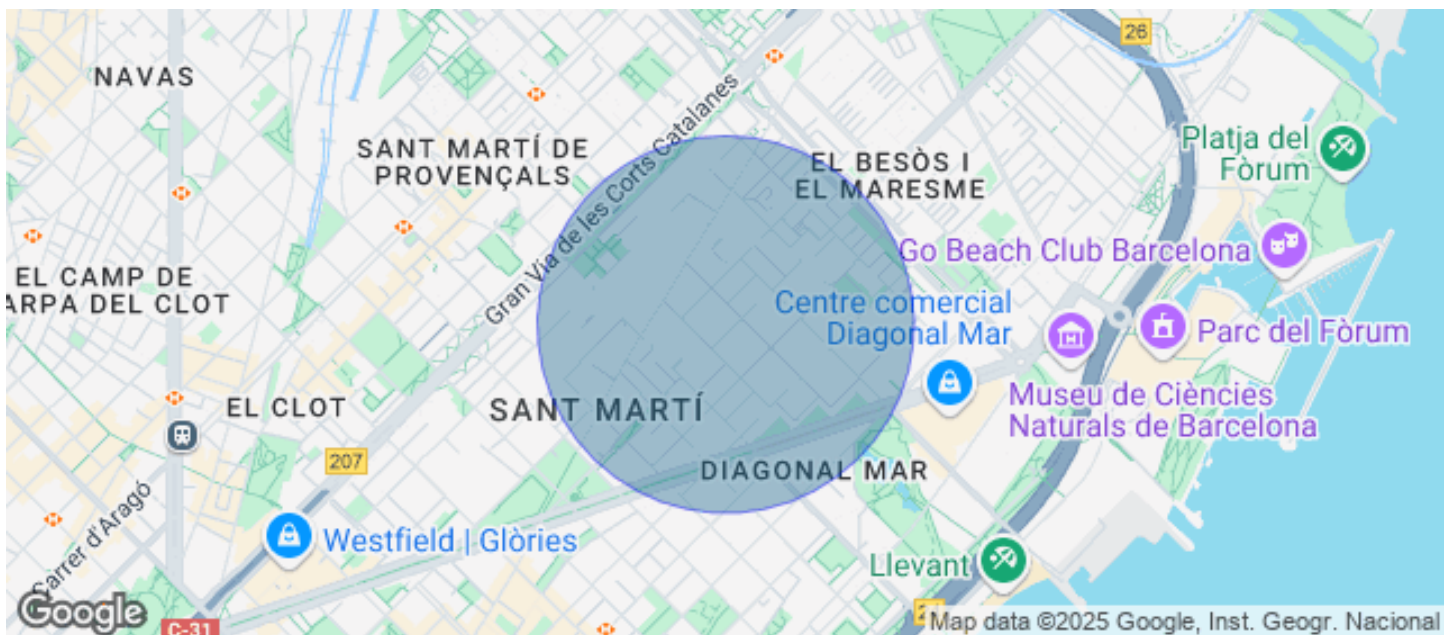 26
NAVAS
SANT MARTÍ DE
PROVENÇALS
Gran Via de les Corts Catalanes
EL BESÒS I
EL MARESME
Platja del
Fòrum
Go Beach Club Barcelona
EL CAMP DE
ARPA DEL CLOT
Centre comercial
Diagonal Mar
Parc del Fòrum
Museu de Ciències
Naturals de Barcelona
EL CLOT
SANT MARTÍ
207
DIAGONAL MAR
Carrer d'Aragó
Westfield | Glòries
Llevant
Google
C-31
Map data ©2025 Google, Inst. Geogr. Nacional